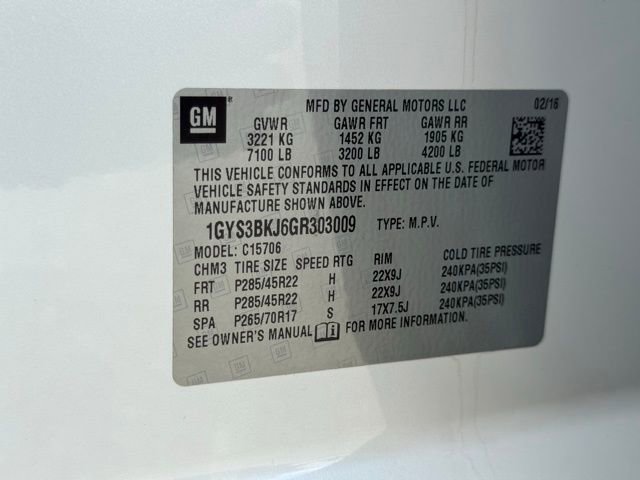 GM MFD BY GENERAL MOTORS LLC 02/16
GVWR GAWR FRT GAWR RR
3221 KG 1452 KG 1905 KG
7100 LB 3200 LB 4200 LB
THIS VEHICLE CONFORMS TO ALL APPLICABLE U.S. FEDERAL MOTOR
VEHICLE SAFETY STANDARDS IN EFFECT ON THE DATE OF
MANUFACTURE SHOWN ABOVE.
1GYS3BKJ6GR303009 TYPE: M.P.V.
MODEL: C15706
CHM3 TIRE SIZE SPEED RTG RIM COLD TIRE PRESSURE
FRT P285/45R22 H 22X9J 240KPA(35PSI)
RR P285/45R22 H 22X9J 240KPA(35PSI)
SPA P265/70R17 S 17X7.5J 240KPA(35PSI)
SEE OWNER'S MANUAL FOR MORE INFORMATION.